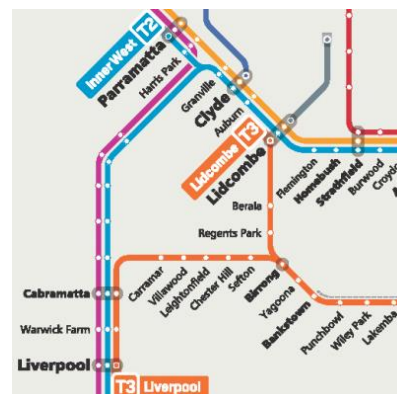 Inner West T2
Parramatta
Harris Park
Granville
Clyde
Auburn
Lidcombe T3
Lidcombe
Flemington
Homebush
Strathfield
Burwood
Croydo
Berala
Regents Park
Carramar
Villawood
Leightonfield
Chester Hill
Sefton
Birrong
Yagoona
Bankstown
Punchbowl
Wiley Park
Lakemba
Cabramatta
Warwick Farm
Liverpool
T3 Liverpool